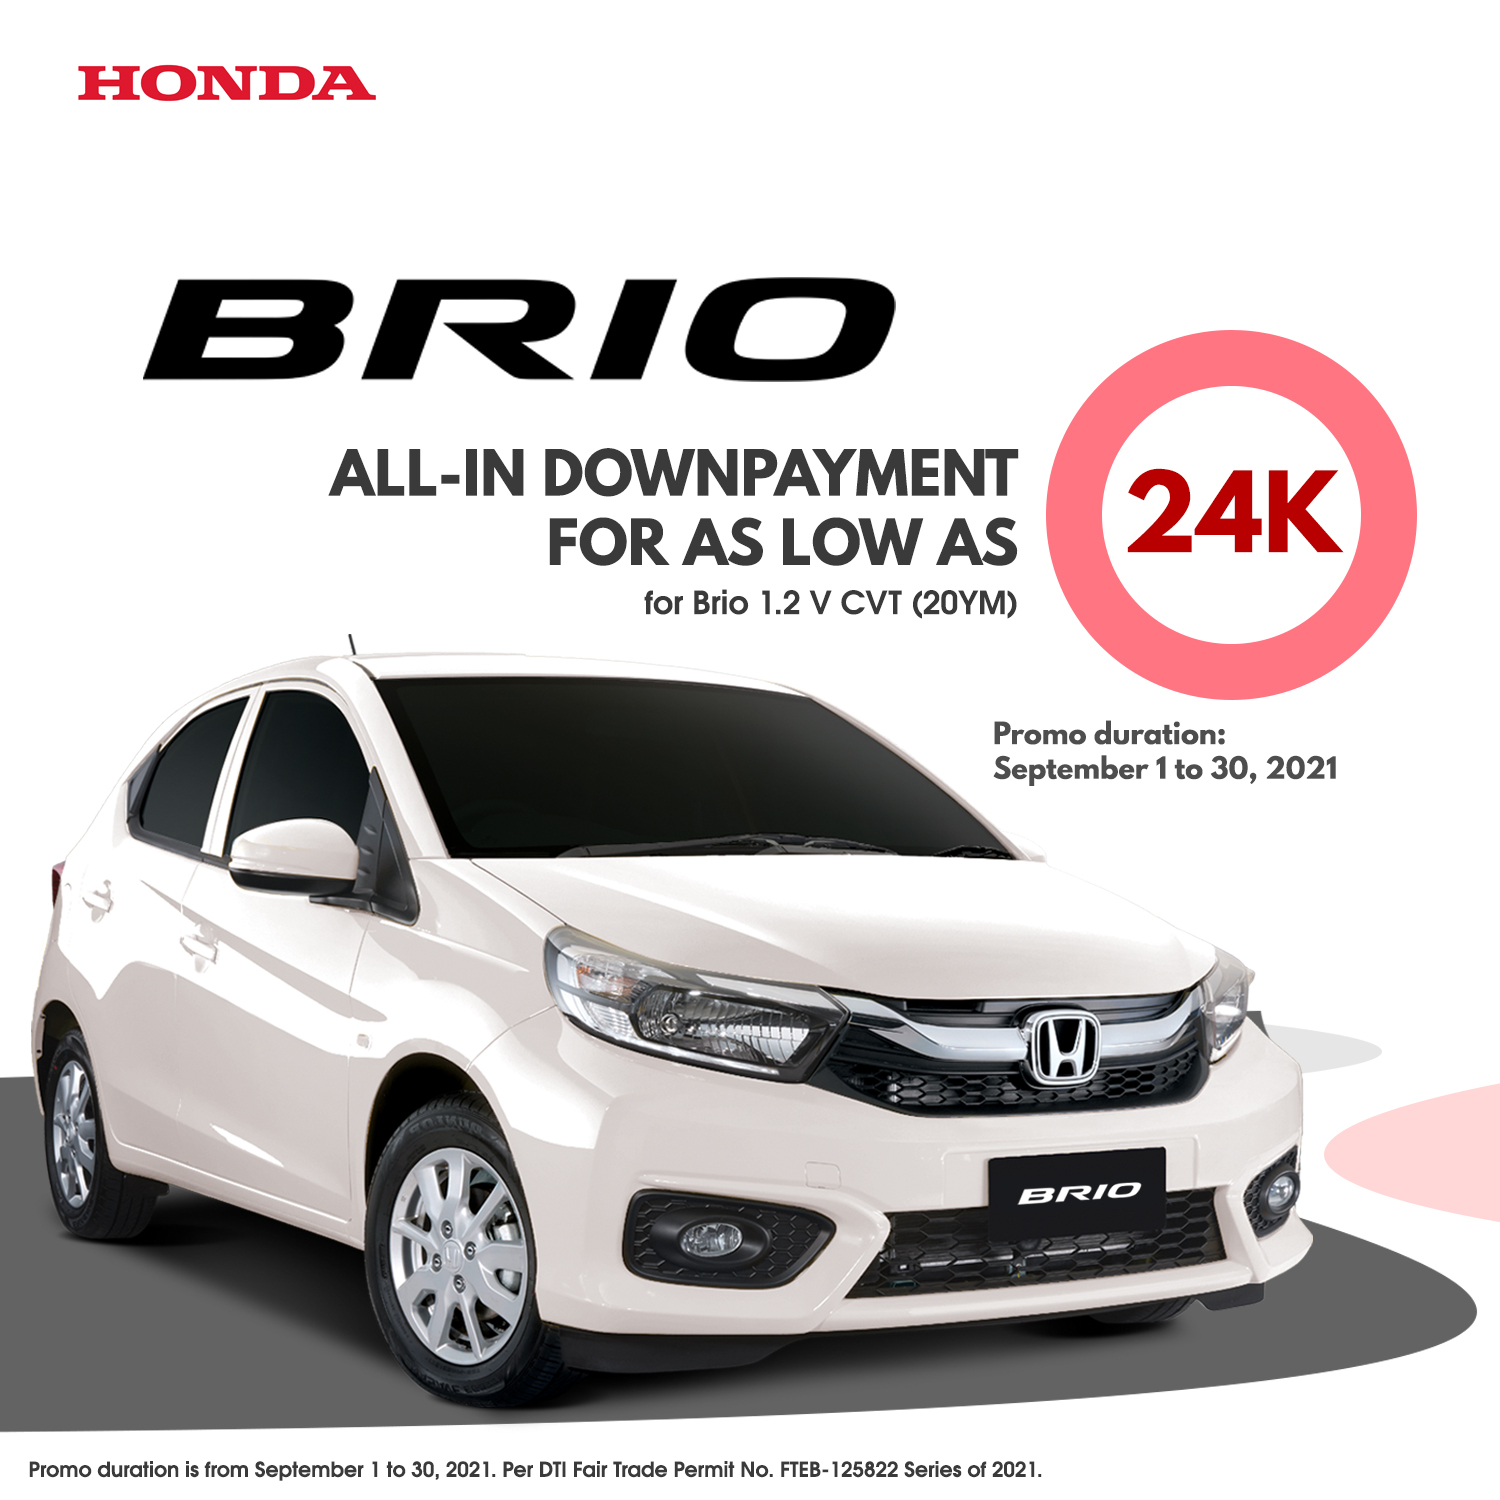 HONDA
BRIO
ALL-IN DOWNPAYMENT
FOR AS LOW AS
for Brio 1.2 V CVT (20YM)
24K
Promo duration:
September 1 to 30, 2021
BRIO
Promo duration is from September 1 to 30, 2021. Per DTI Fair Trade Permit No. FTEB-125822 Series of 2021.